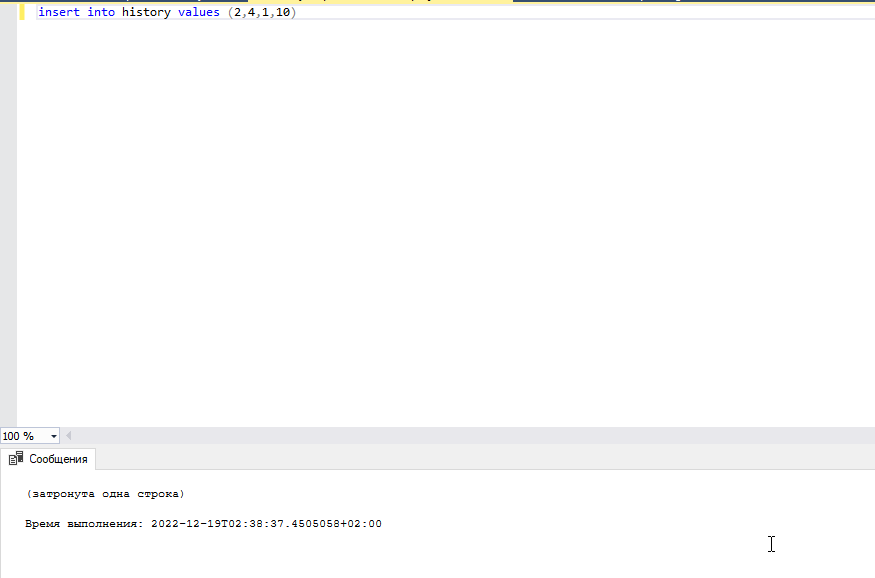 insert into history values (2,4,1,10)
100 %
Сообщения
(затронута одна строка)
Время выполнения: 2022-12-19T02:38:37.4505058+02:00